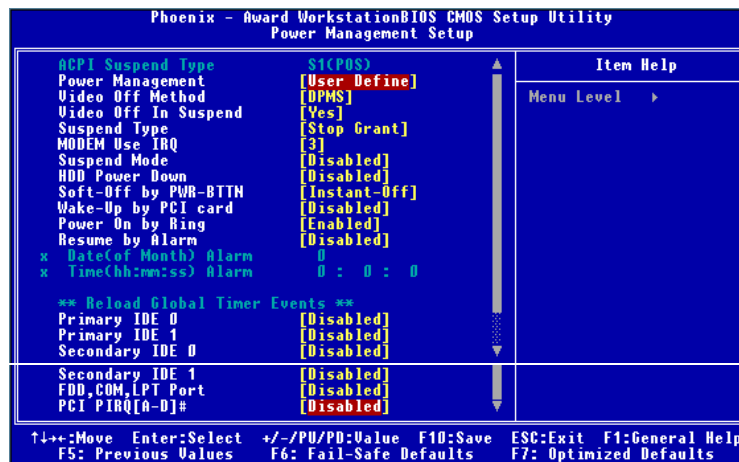 Phoenix - Award WorkstationBIOS CMOS Setup Utility
Power Management Setup
ACPI Suspend Type S1(POS)
Power Management [User Define]
Video Off Method [DPMS]
Video Off In Suspend [Yes]
Suspend Type [Stop Grant]
MODEM Use IRQ [3]
Suspend Mode [Disabled]
HDD Power Down [Disabled]
Soft-Off by PWR-BTTN [Instant-Off]
Wake-Up by PCI card [Disabled]
Power On by Ring [Enabled]
Resume by Alarm [Disabled]
x Date(of Month) Alarm 0
x Time(hh:mm:ss) Alarm 0 : 0 : 0
** Reload Global Timer Events **
Primary IDE 0 [Disabled]
Primary IDE 1 [Disabled]
Secondary IDE 0 [Disabled]
Secondary IDE 1 [Disabled]
FDD,COM,LPT Port [Disabled]
PCI PIRQ[A-D]# [Disabled]
Item Help
Menu Level ▸
↑↓→←:Move Enter:Select +/-/PU/PD:Value F10:Save ESC:Exit F1:General Help
F5: Previous Values F6: Fail-Safe Defaults F7: Optimized Defaults